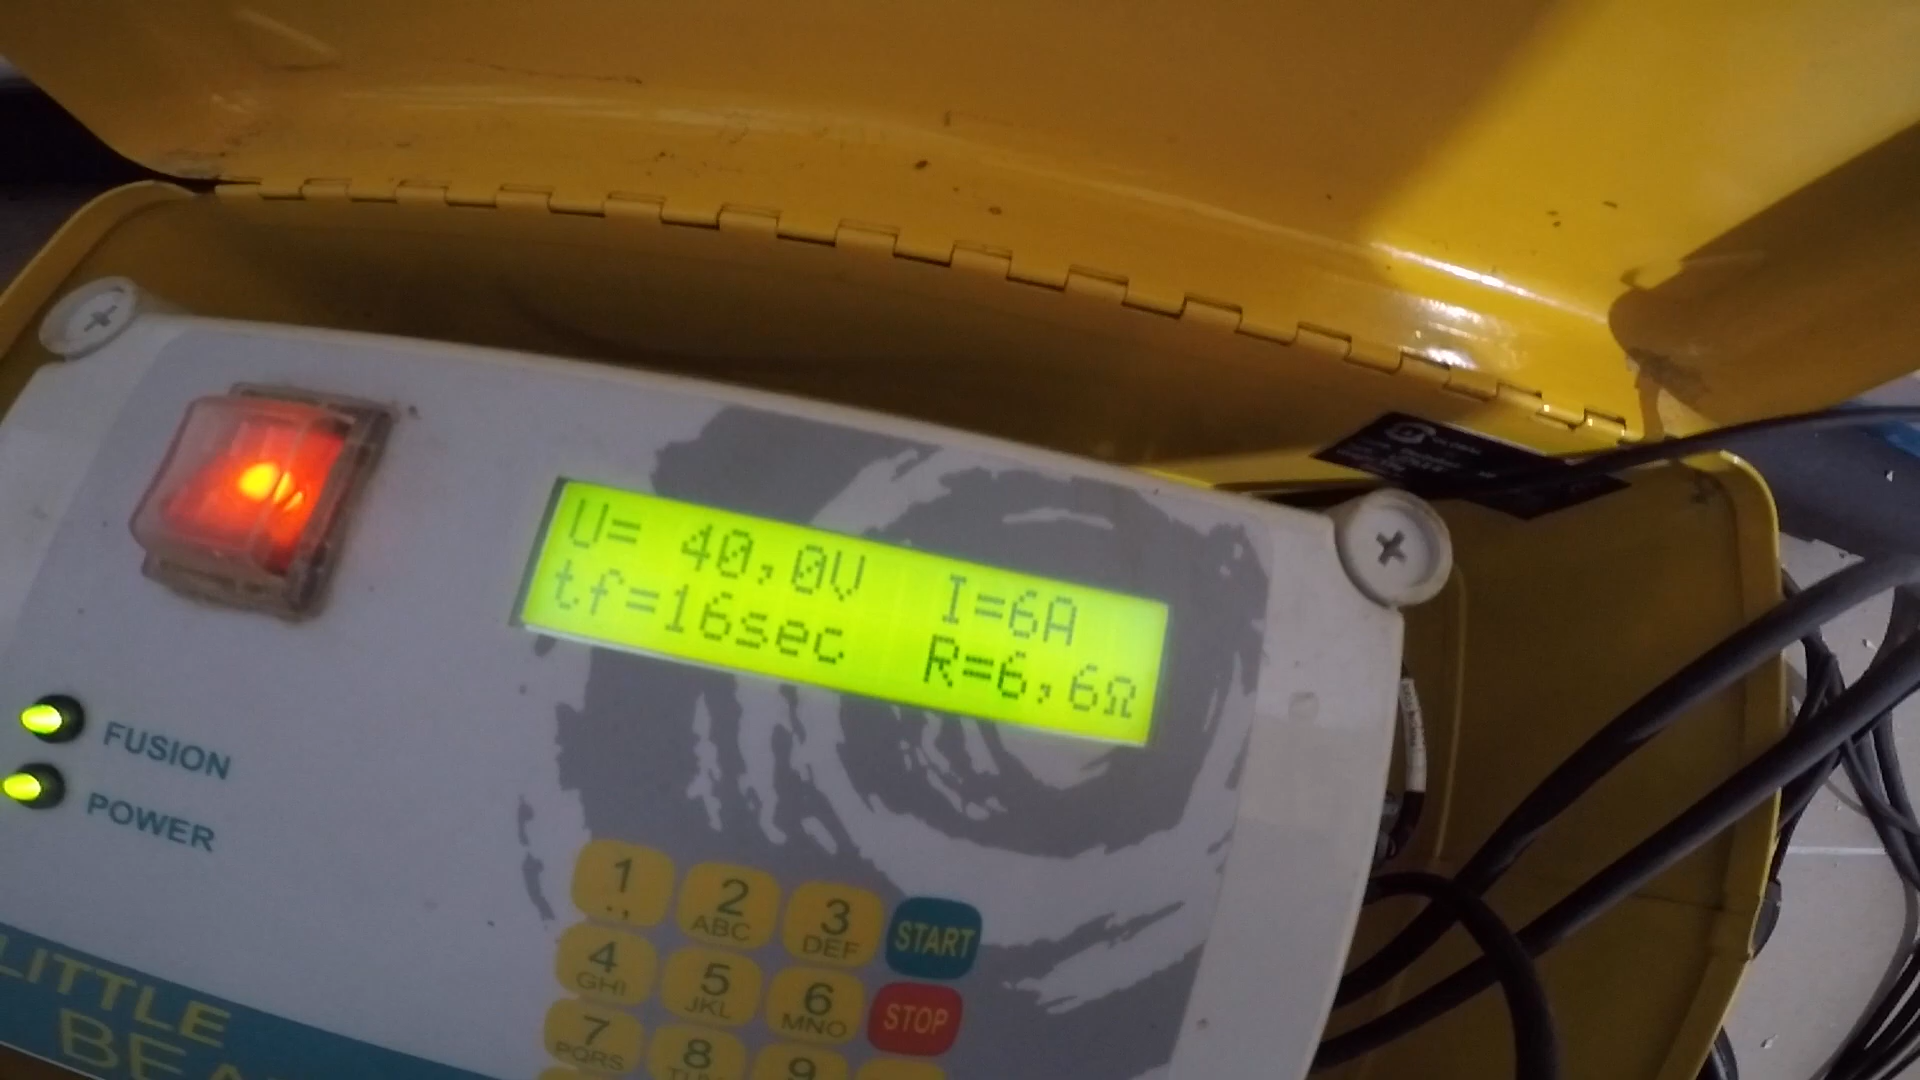 U= 40,0V I=6A
tf=16sec R=6,6Ω
FUSION
POWER
1
.,
2
ABC
3
DEF
START
4
GHI
5
JKL
6
MNO
STOP
7
PQRS
8
9
LITTLE